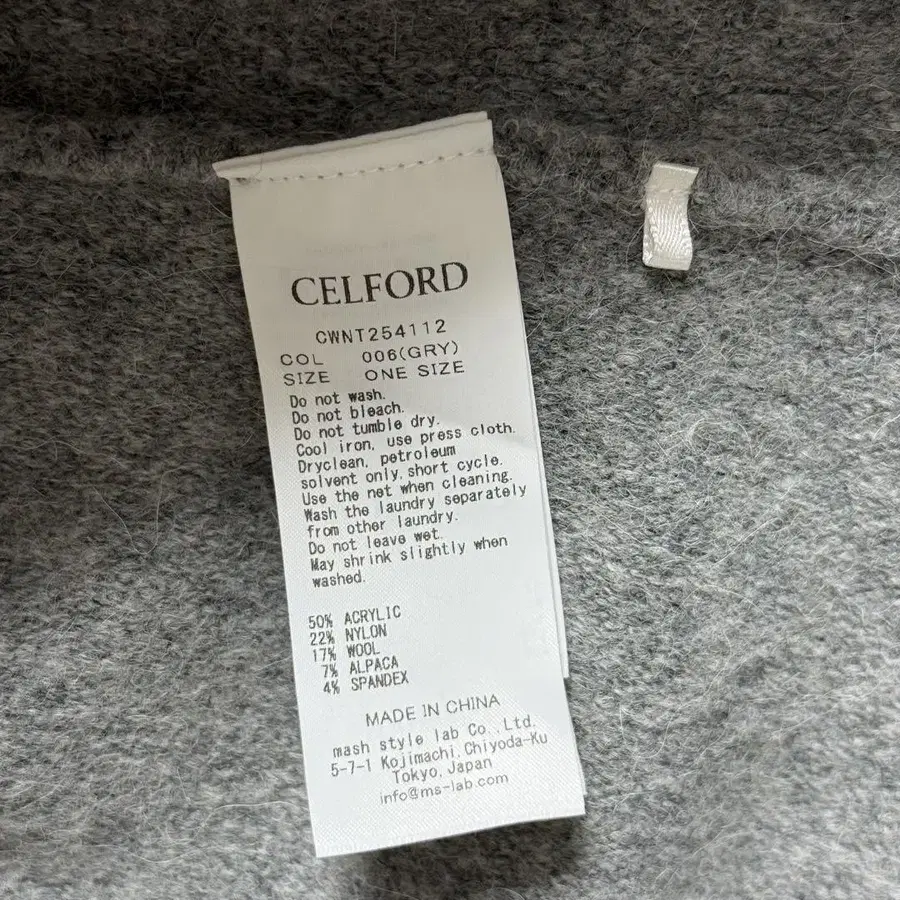 CELFORD
CWNT254112
COL 006(GRY)
SIZE ONE SIZE
Do not wash.
Do not bleach.
Do not tumble dry.
Cool iron, use press cloth.
Dryclean, petroleum
solvent only, short cycle.
Use the net when cleaning.
Wash the laundry separately
from other laundry.
Do not leave wet.
May shrink slightly when
washed.
50% ACRYLIC
22% NYLON
17% WOOL
7% ALPACA
4% SPANDEX
MADE IN CHINA
mash style lab Co.,Ltd.
5-7-1 Kojimachi,Chiyoda-Ku
Tokyo,Japan
info@ms-lab.com